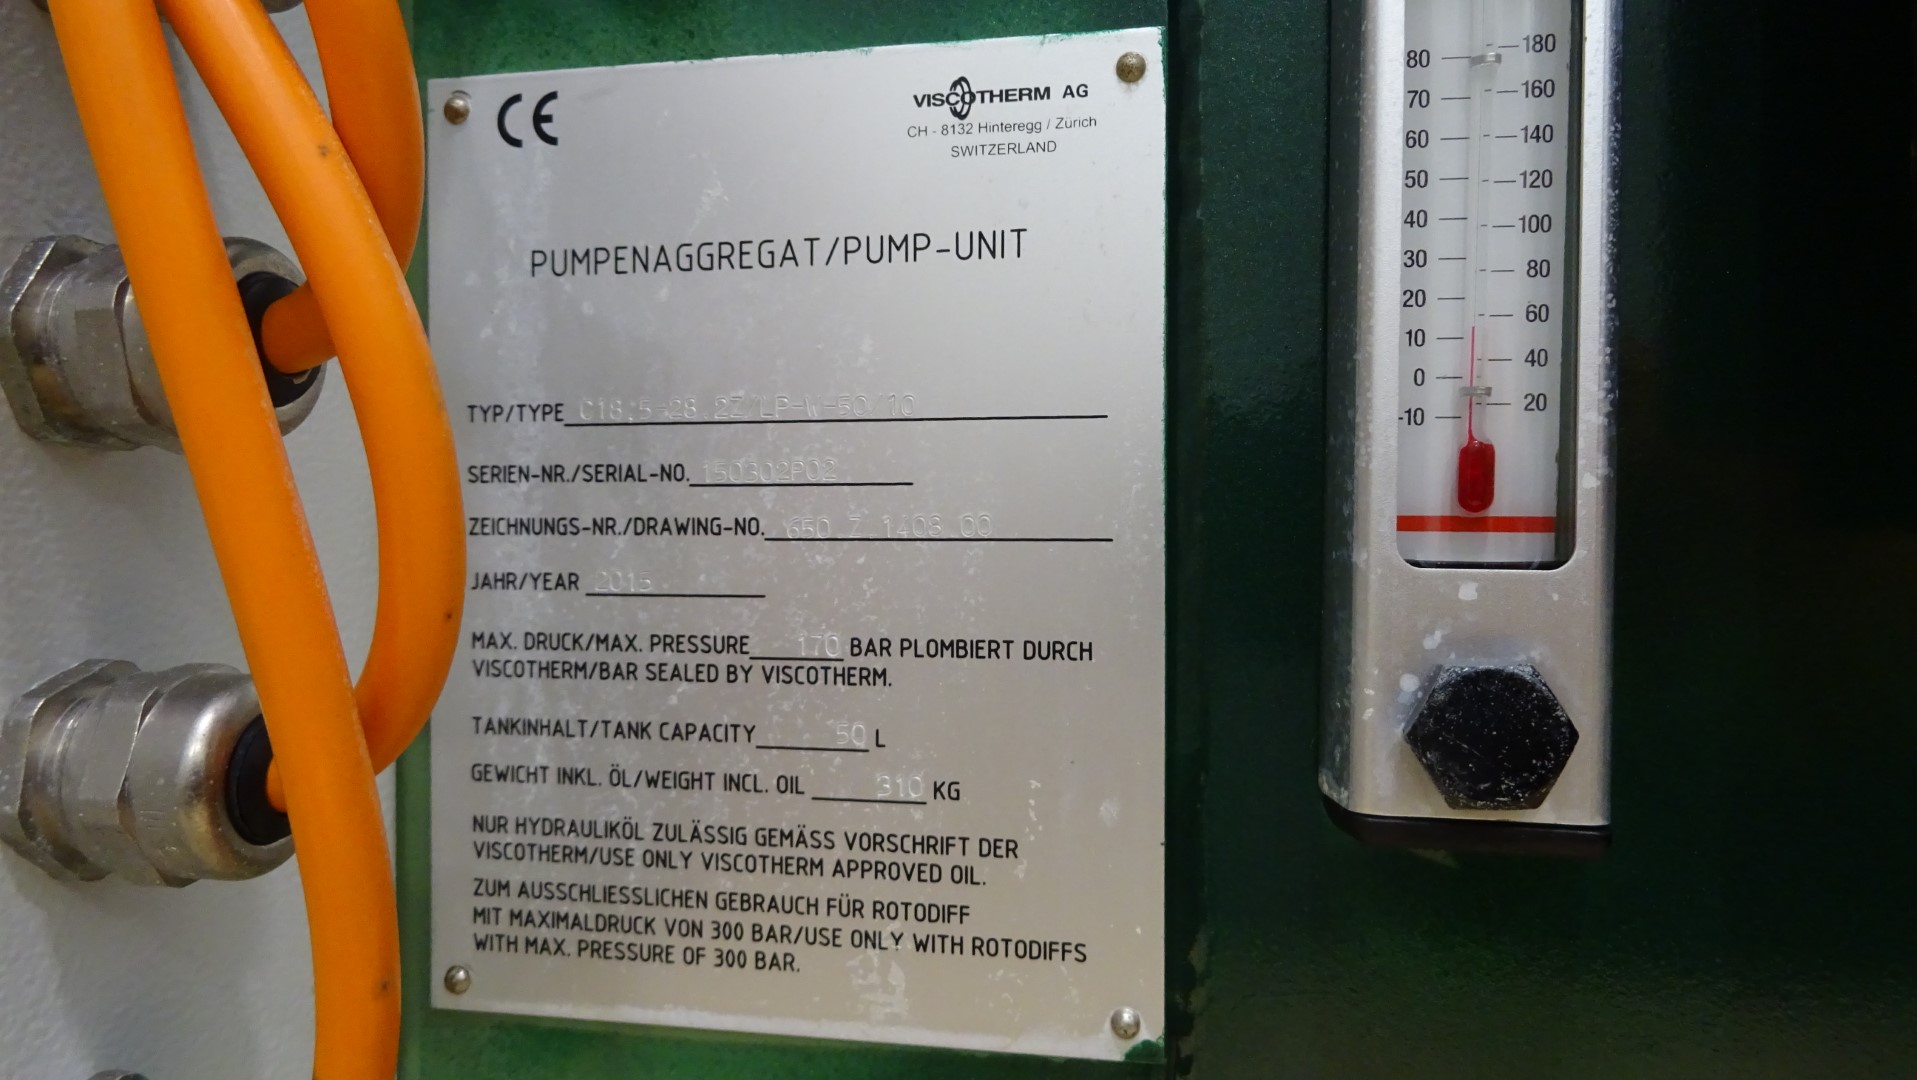 CE
VISCOTHERM AG
CH - 8132 Hinteregg / Zürich
SWITZERLAND
PUMPENAGGREGAT/PUMP-UNIT
TYP/TYPE C18.5-28.2Z/LP-W-50/10
SERIEN-NR./SERIAL-NO. 150302P02
ZEICHNUNGS-NR./DRAWING-NO. 650.Z.1408.00
JAHR/YEAR 2015
MAX. DRUCK/MAX. PRESSURE 170 BAR PLOMBIERT DURCH
VISCOTHERM/BAR SEALED BY VISCOTHERM.
TANKINHALT/TANK CAPACITY 50 L
GEWICHT INKL. ÖL/WEIGHT INCL. OIL 310 KG
NUR HYDRAULIKÖL ZULÄSSIG GEMÄSS VORSCHRIFT DER
VISCOTHERM/USE ONLY VISCOTHERM APPROVED OIL.
ZUM AUSSCHLIESSLICHEN GEBRAUCH FÜR ROTODIFF
MIT MAXIMALDRUCK VON 300 BAR/USE ONLY WITH ROTODIFFS
WITH MAX. PRESSURE OF 300 BAR.
80 180
70 160
60 140
50 120
40 100
30 80
20 60
10 40
0 20
-10